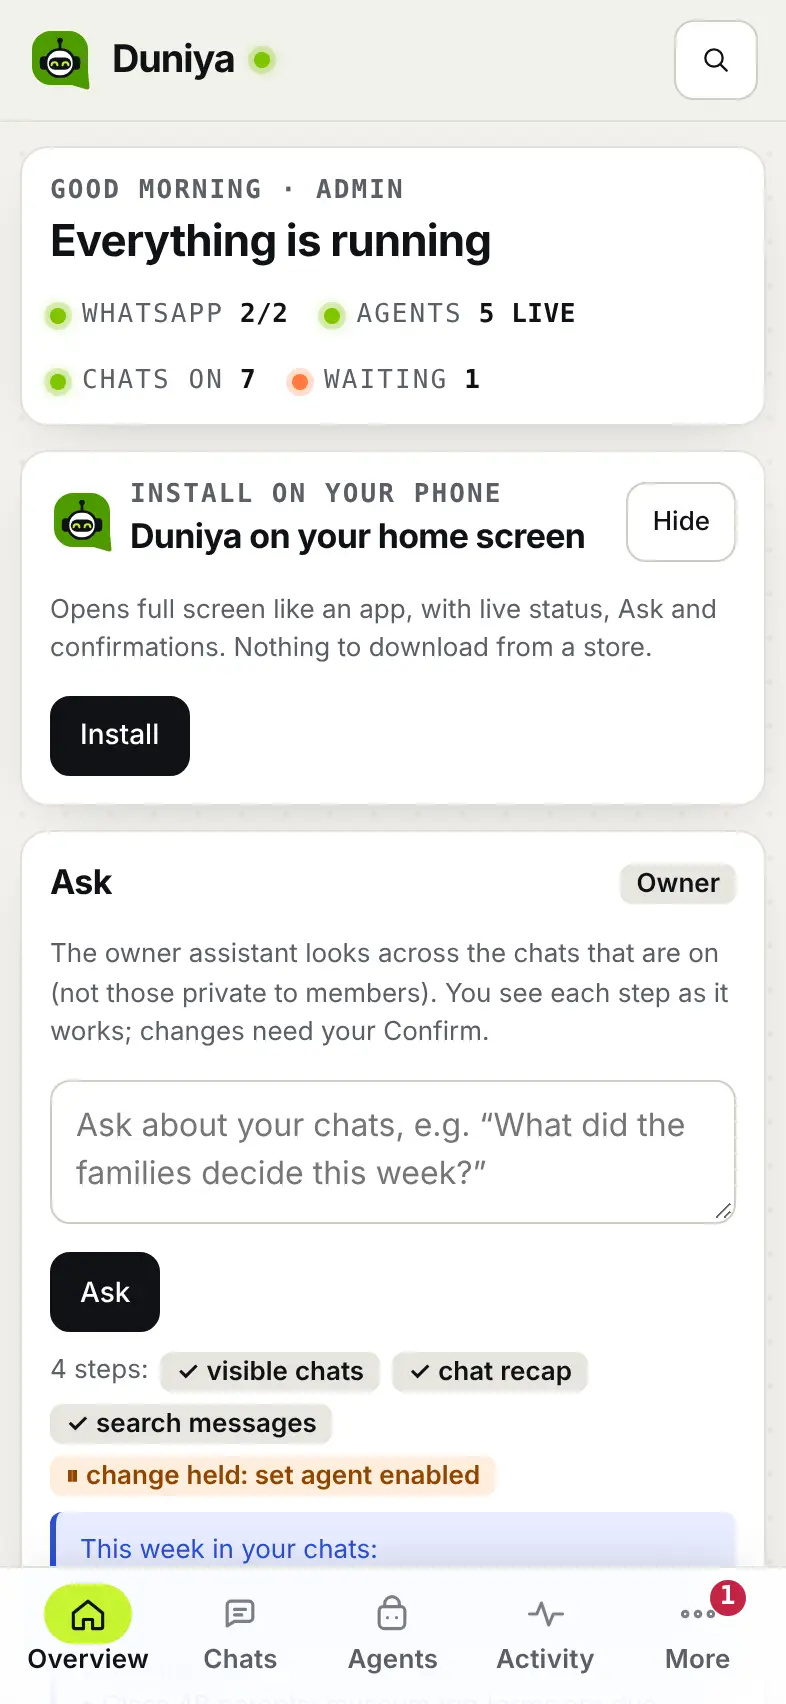 Duniya
GOOD MORNING · ADMIN
Everything is running
WHATSAPP 2/2 AGENTS 5 LIVE
CHATS ON 7 WAITING 1
INSTALL ON YOUR PHONE
Duniya on your home screen
Hide
Opens full screen like an app, with live status, Ask and
confirmations. Nothing to download from a store.
Install
Ask
Owner
The owner assistant looks across the chats that are on
(not those private to members). You see each step as it
works; changes need your Confirm.
Ask about your chats, e.g. “What did the
families decide this week?”
Ask
4 steps: ✓ visible chats ✓ chat recap
✓ search messages
⏸ change held: set agent enabled
This week in your chats:
1
Overview Chats Agents Activity More